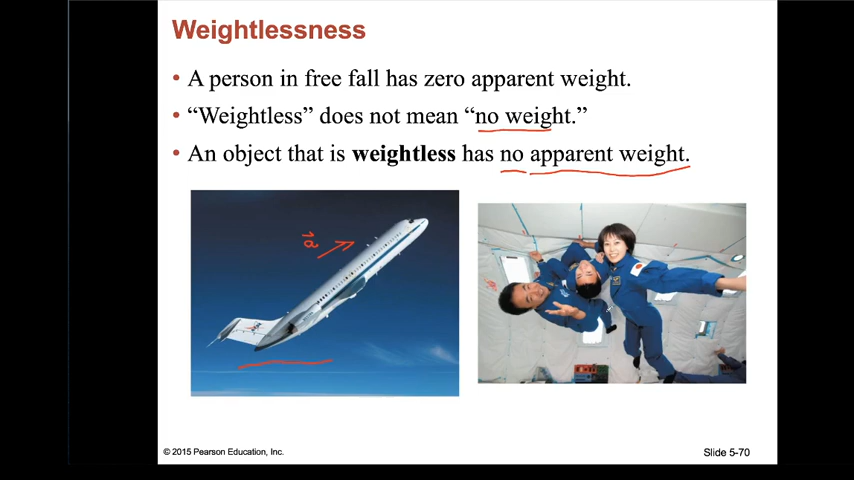 Weightlessness
• A person in free fall has zero apparent weight.
• “Weightless” does not mean “no weight.”
• An object that is weightless has no apparent weight.
a
© 2015 Pearson Education, Inc.
Slide 5-70